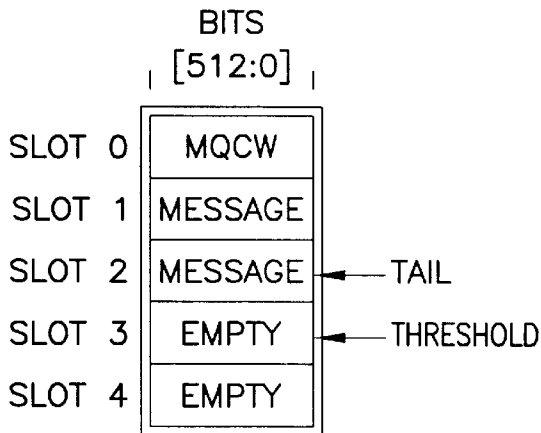 BITS
[512:0]
SLOT 0 MQCW
SLOT 1 MESSAGE
SLOT 2 MESSAGE TAIL
SLOT 3 EMPTY THRESHOLD
SLOT 4 EMPTY